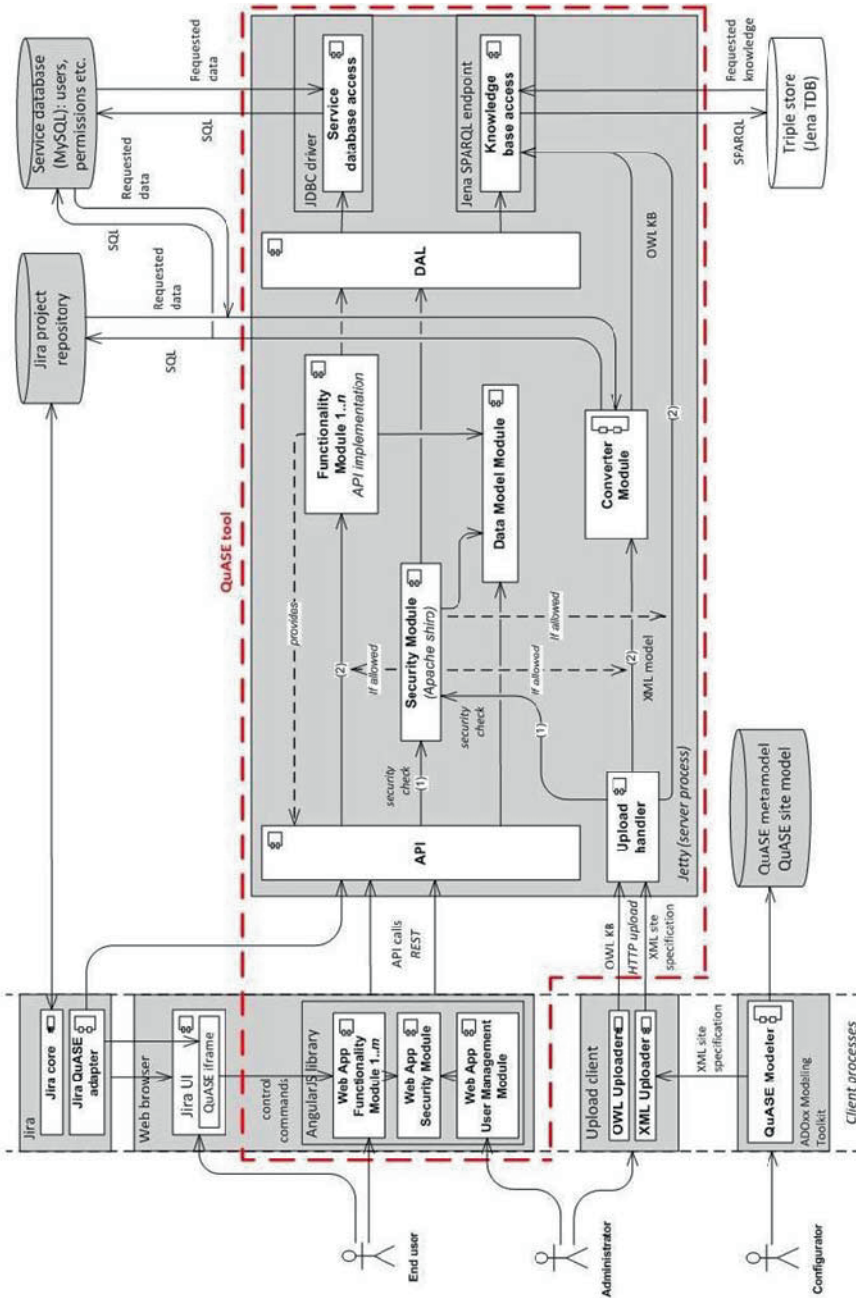 Jira
Jira core
Jira QuASE
adapter
Web browser
Jira UI
QuASE iframe
control
commands
AngularJS library
Web App
Functionality
Module 1..m
Web App
Security Module
Web App
User Management
Module
Upload client
OWL Uploader
XML Uploader
XML site
specification
QuASE Modeler
ADOxx Modeling
Toolkit
Client processes
End user
Administrator
Configurator
API calls
REST
OWL KB
HTTP upload
XML site
specification
QuASE metamodel
QuASE site model
QuASE tool
API
provides
(2)
If allowed
security
check
(1)
Security Module
(Apache shiro)
security
check
(1)
If allowed
If allowed
Upload
handler
(2)
XML model
Jetty (server process)
Functionality
Module 1..n
API implementation
Data Model Module
Converter
Module
(2)
OWL KB
DAL
JDBC driver
Service
database access
Jena SPARQL endpoint
Knowledge
base access
Jira project
repository
SQL
Requested
data
Service database
(MySQL): users,
permissions etc.
SQL
Requested
data
SQL
Requested
data
SPARQL
Requested
knowledge
Triple store
(Jena TDB)